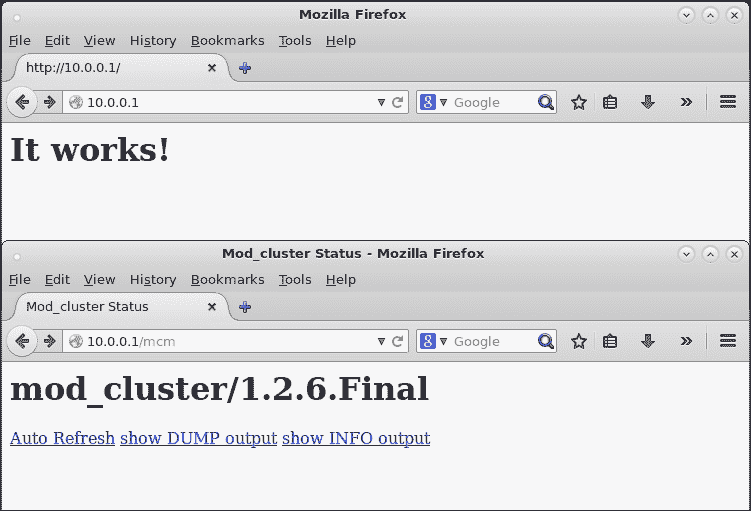 Mozilla Firefox
File Edit View History Bookmarks Tools Help
http://10.0.0.1/
10.0.0.1 8 Google
It works!
Mod_cluster Status - Mozilla Firefox
File Edit View History Bookmarks Tools Help
Mod_cluster Status
10.0.0.1/mcm 8 Google
mod_cluster/1.2.6.Final
Auto Refresh show DUMP output show INFO output